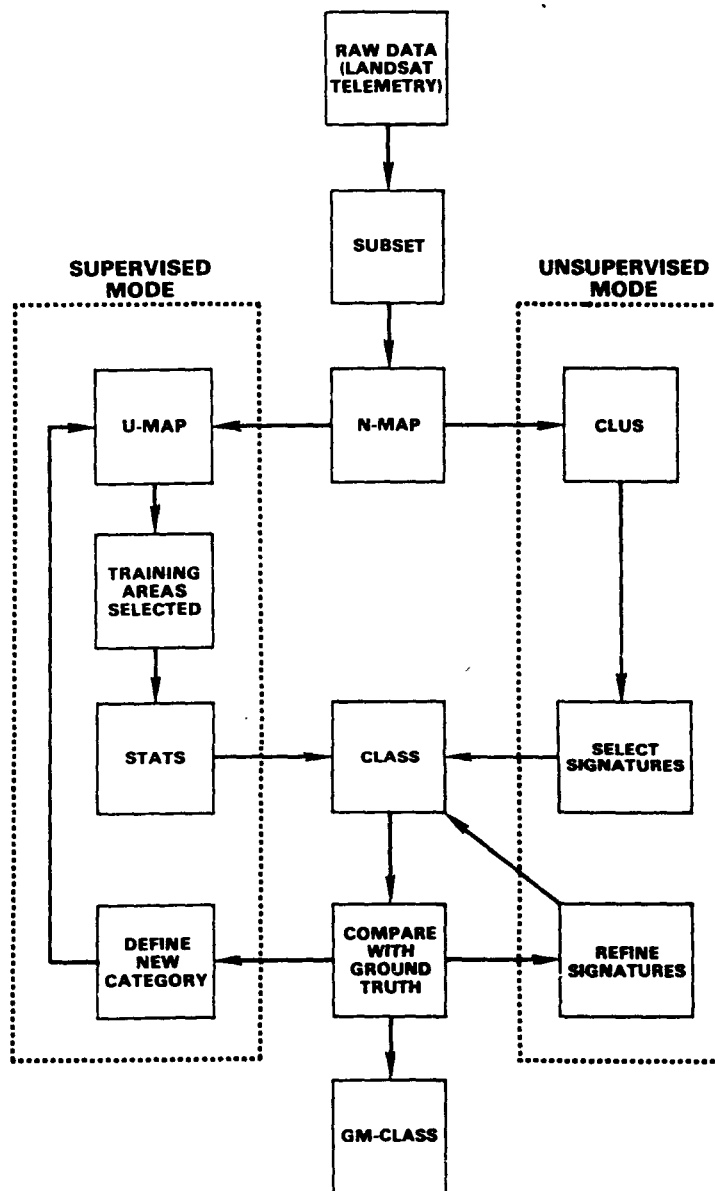 RAW DATA
(LANDSAT
TELEMETRY)
SUBSET
SUPERVISED
MODE
UNSUPERVISED
MODE
U-MAP
N-MAP
CLUS
TRAINING
AREAS
SELECTED
STATS
CLASS
SELECT
SIGNATURES
DEFINE
NEW
CATEGORY
COMPARE
WITH
GROUND
TRUTH
REFINE
SIGNATURES
GM-CLASS